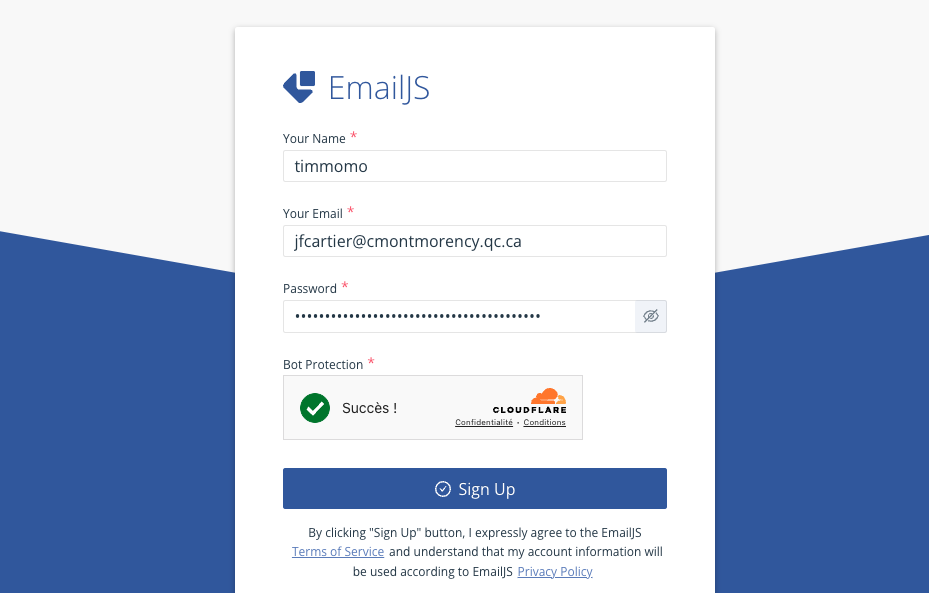 EmailJS
Your Name *
timmomo
Your Email *
jfcartier@cmontmorency.qc.ca
Password *
•••••••••••••••••••••••••••••••••••••••••
Bot Protection *
Succès !
CLOUDFLARE
Confidentialité • Conditions
Sign Up
By clicking "Sign Up" button, I expressly agree to the EmailJS
Terms of Service and understand that my account information will
be used according to EmailJS Privacy Policy